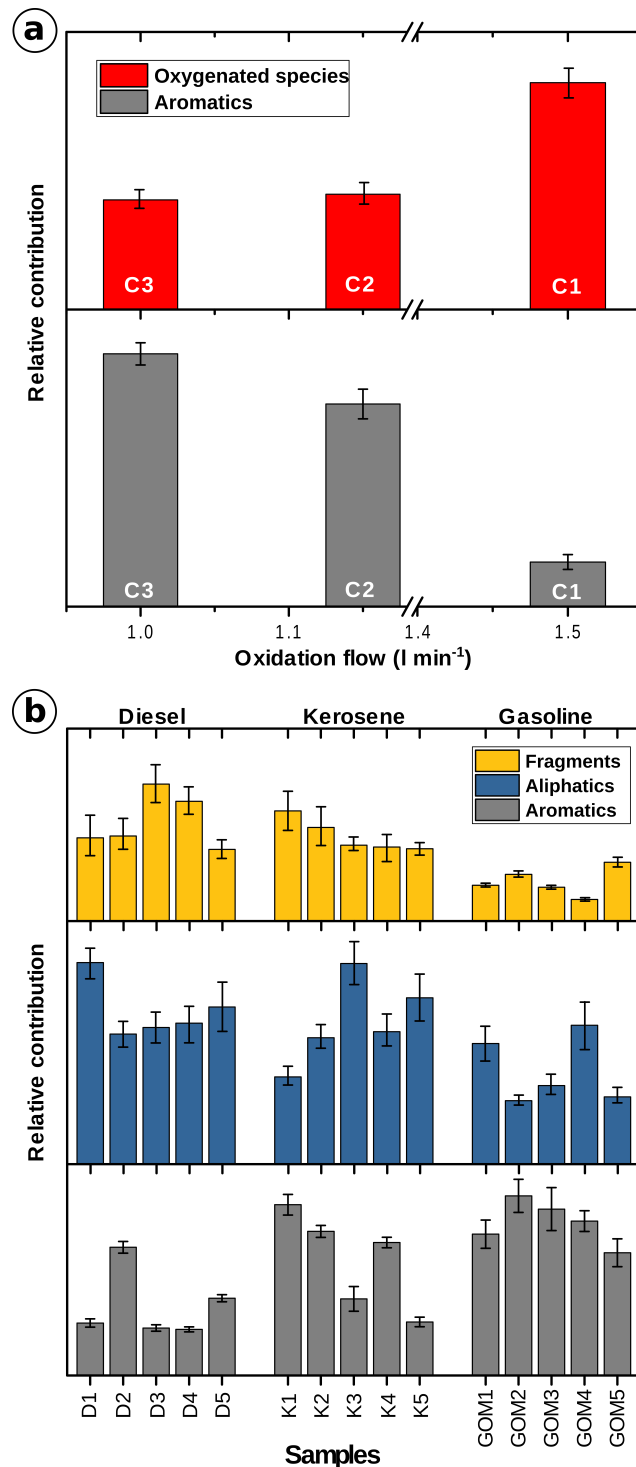 a
Oxygenated species
Aromatics
C3
C2
C1
C3
C2
C1
Relative contribution
1.0
1.1
1.4
1.5
Oxidation flow (l min⁻¹)
b
Diesel
Kerosene
Gasoline
Fragments
Aliphatics
Aromatics
Relative contribution
D1
D2
D3
D4
D5
K1
K2
K3
K4
K5
GOM1
GOM2
GOM3
GOM4
GOM5
Samples